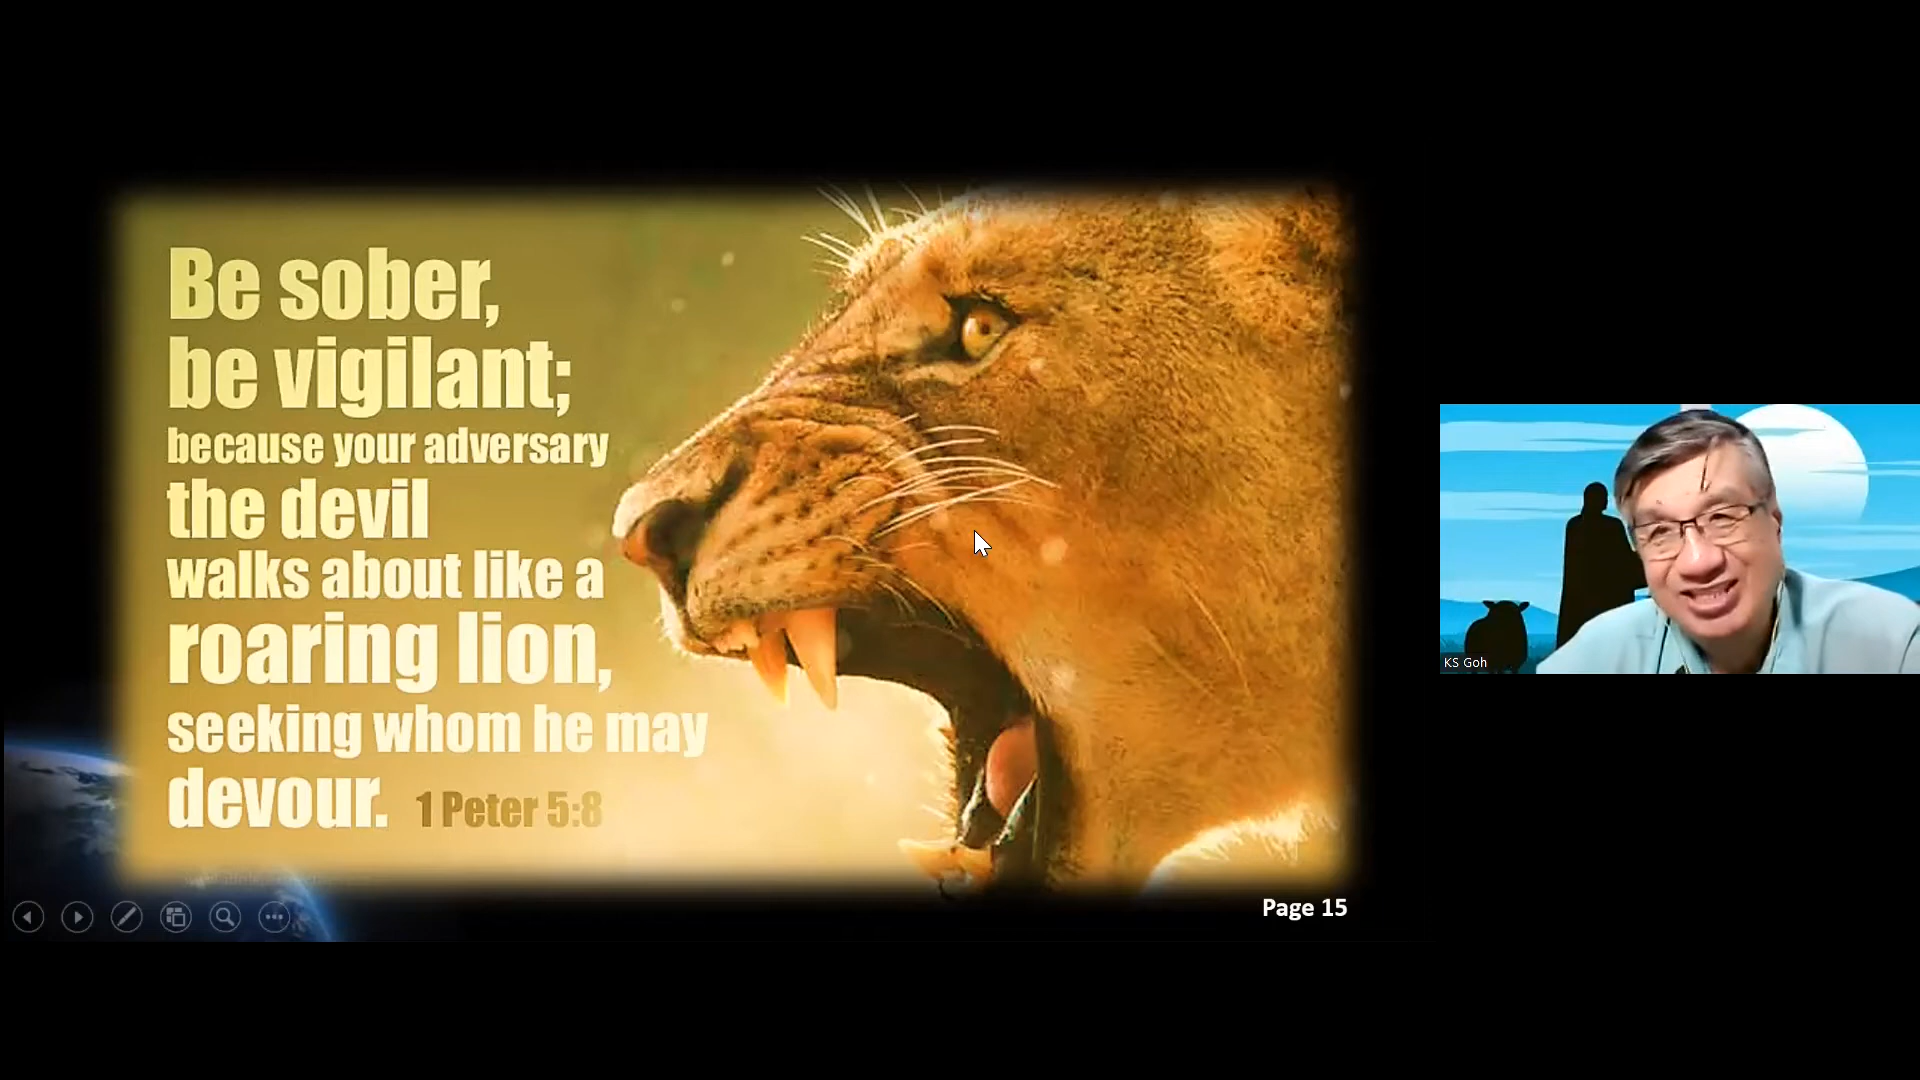 Be sober,
be vigilant;
because your adversary
the devil
walks about like a
roaring lion,
seeking whom he may
devour. 1 Peter 5:8
Page 15
KS Goh